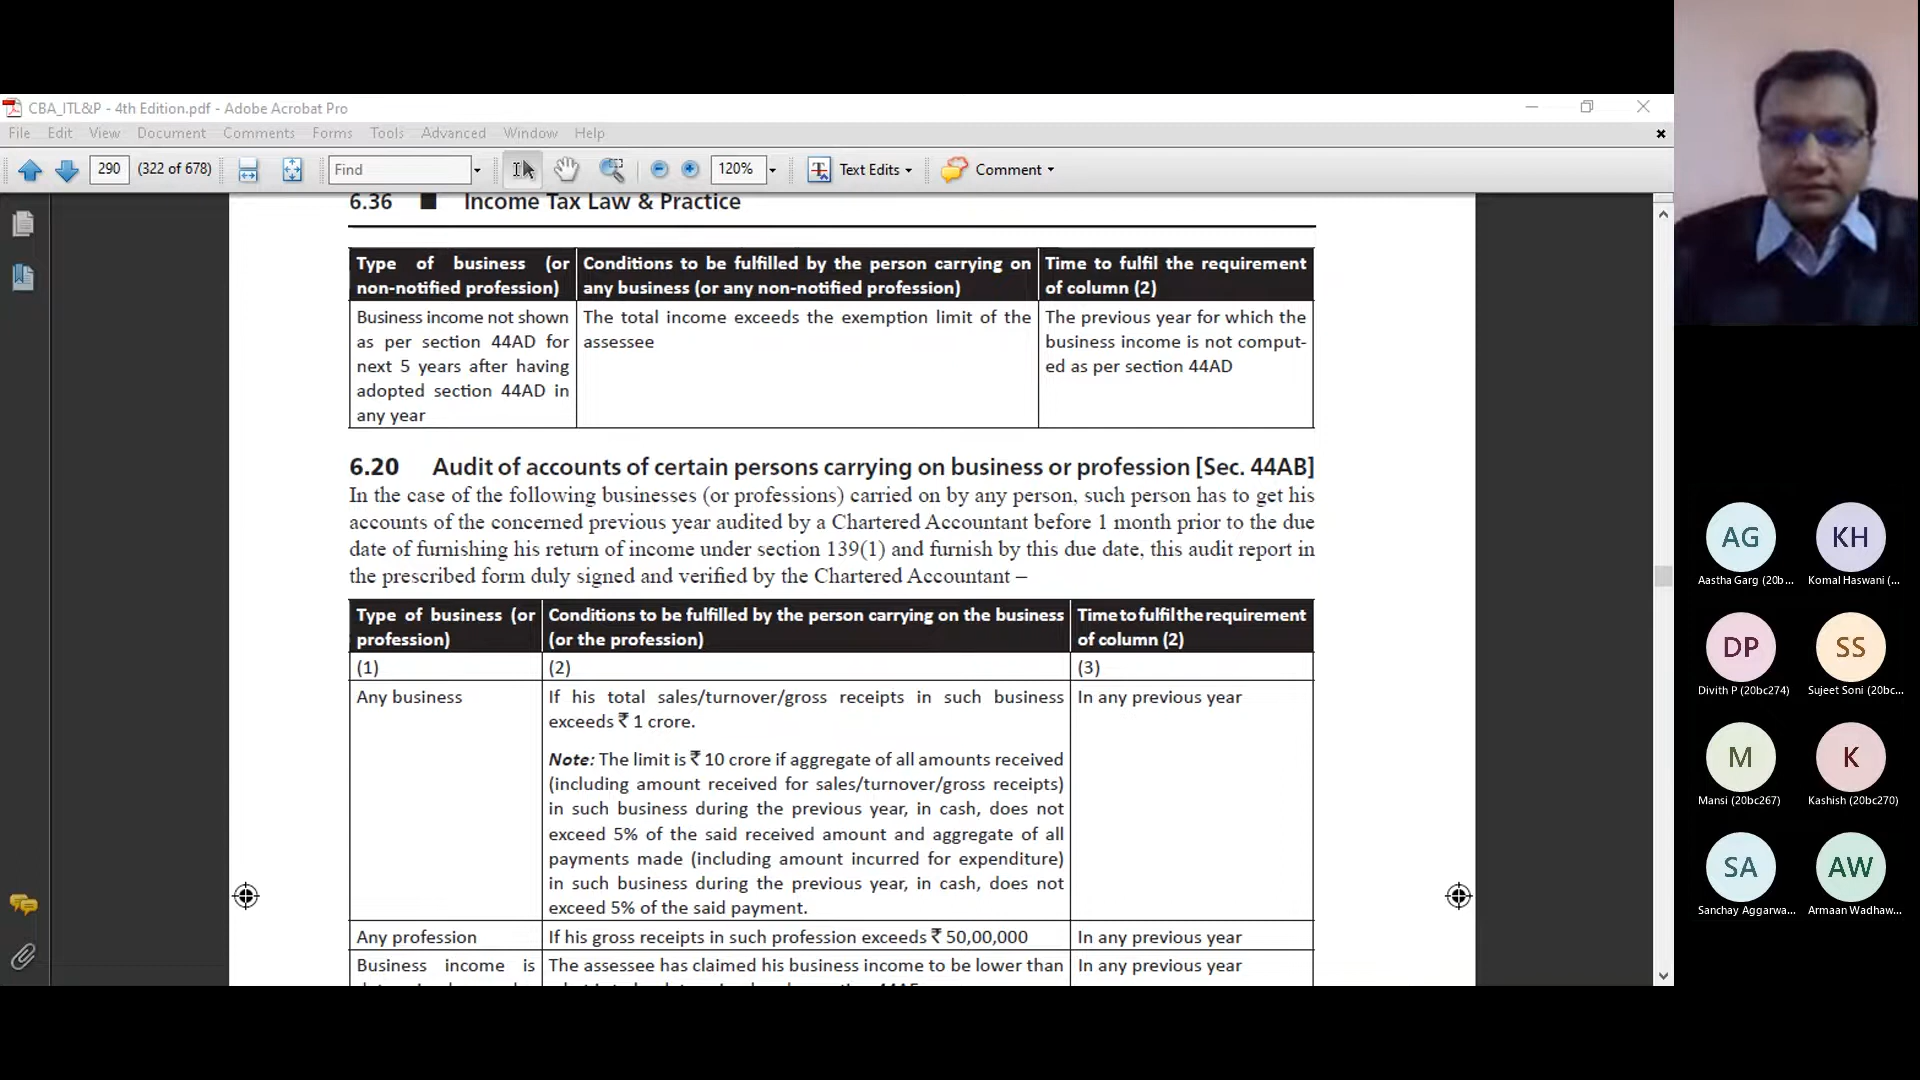 CBA_ITL&P - 4th Edition.pdf - Adobe Acrobat Pro
File Edit View Document Comments Forms Tools Advanced Window Help
290 (322 of 678) Find 120% Text Edits Comment
6.36 ■ Income Tax Law & Practice
Type of business (or non-notified profession)
Conditions to be fulfilled by the person carrying on any business (or any non-notified profession)
Time to fulfil the requirement of column (2)
Business income not shown
as per section 44AD for
next 5 years after having
adopted section 44AD in
any year
The total income exceeds the exemption limit of the
assessee
The previous year for which the
business income is not comput-
ed as per section 44AD
6.20 Audit of accounts of certain persons carrying on business or profession [Sec. 44AB]
In the case of the following businesses (or professions) carried on by any person, such person has to get his
accounts of the concerned previous year audited by a Chartered Accountant before 1 month prior to the due
date of furnishing his return of income under section 139(1) and furnish by this due date, this audit report in
the prescribed form duly signed and verified by the Chartered Accountant –
Type of business (or
profession)
Conditions to be fulfilled by the person carrying on the business
(or the profession)
Time to fulfil the requirement
of column (2)
(1) (2) (3)
Any business
If his total sales/turnover/gross receipts in such business
exceeds ₹ 1 crore.
Note: The limit is ₹ 10 crore if aggregate of all amounts received
(including amount received for sales/turnover/gross receipts)
in such business during the previous year, in cash, does not
exceed 5% of the said received amount and aggregate of all
payments made (including amount incurred for expenditure)
in such business during the previous year, in cash, does not
exceed 5% of the said payment.
In any previous year
Any profession
If his gross receipts in such profession exceeds ₹ 50,00,000
In any previous year
Business income is
The assessee has claimed his business income to be lower than
In any previous year
AG KH
Aastha Garg (20b... Komal Haswani (...
DP SS
Divith P (20bc274) Sujeet Soni (20bc...
M K
Mansi (20bc267) Kashish (20bc270)
SA AW
Sanchay Aggarwa... Armaan Wadhaw...